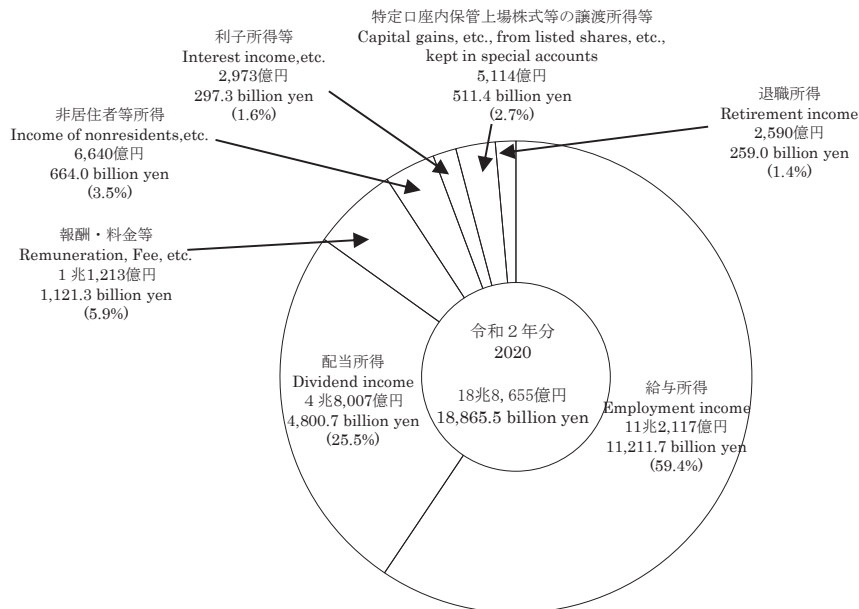 特定口座内保管上場株式等の譲渡所得等
Capital gains, etc., from listed shares, etc.,
kept in special accounts
5,114億円
511.4 billion yen
(2.7%)
利子所得等
Interest income,etc.
2,973億円
297.3 billion yen
(1.6%)
退職所得
Retirement income
2,590億円
259.0 billion yen
(1.4%)
非居住者等所得
Income of nonresidents,etc.
6,640億円
664.0 billion yen
(3.5%)
報酬・料金等
Remuneration, Fee, etc.
1 兆1,213億円
1,121.3 billion yen
(5.9%)
令和２年分
2020
18兆8, 655億円
18,865.5 billion yen
配当所得
Dividend income
4 兆8,007億円
4,800.7 billion yen
(25.5%)
給与所得
Employment income
11兆2,117億円
11,211.7 billion yen
(59.4%)